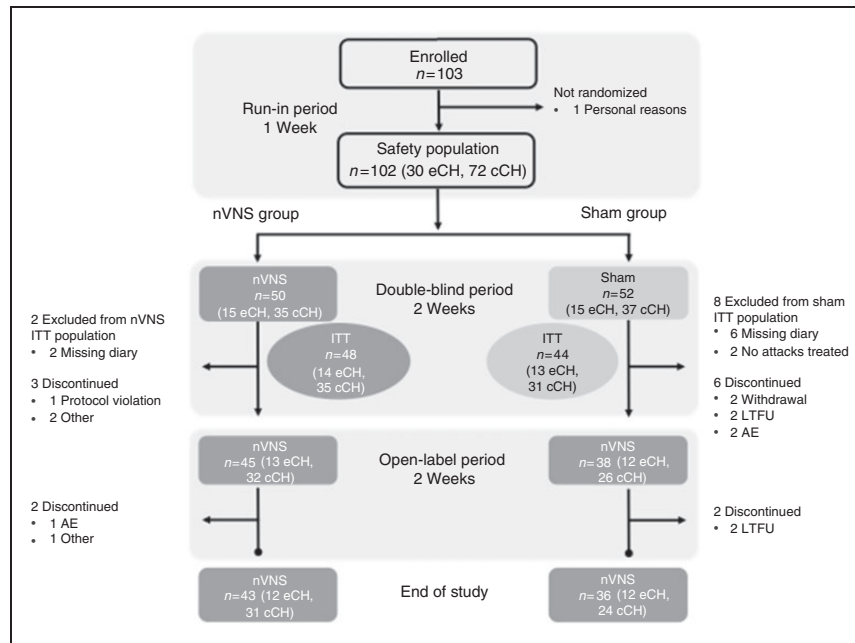 Enrolled
n=103
Not randomized
• 1 Personal reasons
Run-in period
1 Week
Safety population
n=102 (30 eCH, 72 cCH)
nVNS group
Sham group
nVNS
n=50
(15 eCH, 35 cCH)
Double-blind period
2 Weeks
Sham
n=52
(15 eCH, 37 cCH)
2 Excluded from nVNS
ITT population
• 2 Missing diary
3 Discontinued
• 1 Protocol violation
• 2 Other
ITT
n=48
(14 eCH,
35 cCH)
ITT
n=44
(13 eCH,
31 cCH)
8 Excluded from sham
ITT population
• 6 Missing diary
• 2 No attacks treated
6 Discontinued
• 2 Withdrawal
• 2 LTFU
• 2 AE
nVNS
n=45 (13 eCH,
32 cCH)
Open-label period
2 Weeks
nVNS
n=38 (12 eCH,
26 cCH)
2 Discontinued
• 1 AE
• 1 Other
2 Discontinued
• 2 LTFU
nVNS
n=43 (12 eCH,
31 cCH)
End of study
nVNS
n=36 (12 eCH,
24 cCH)